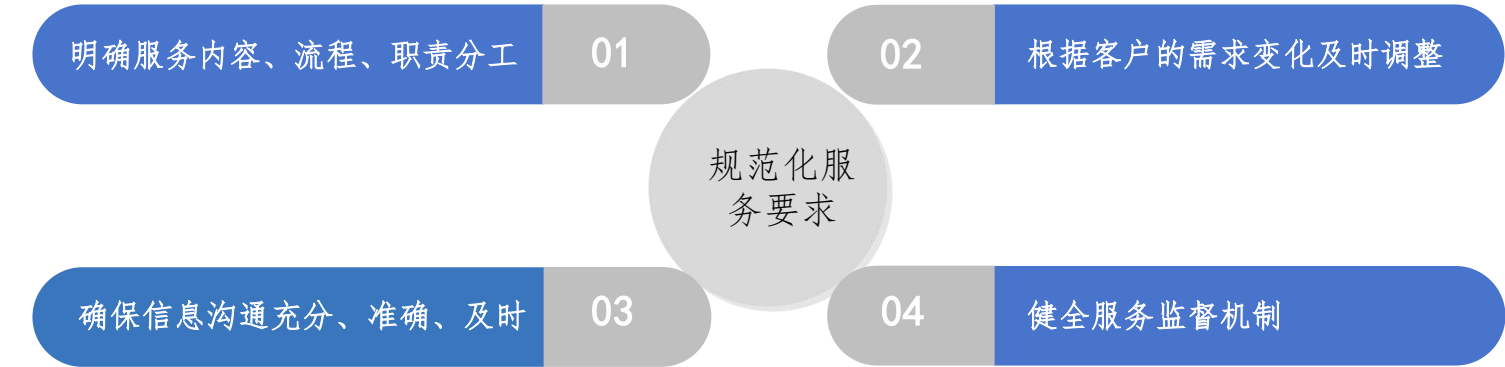 明确服务内容、流程、职责分工
01
02
根据客户的需求变化及时调整
规范化服
务要求
确保信息沟通充分、准确、及时
03
04
健全服务监督机制